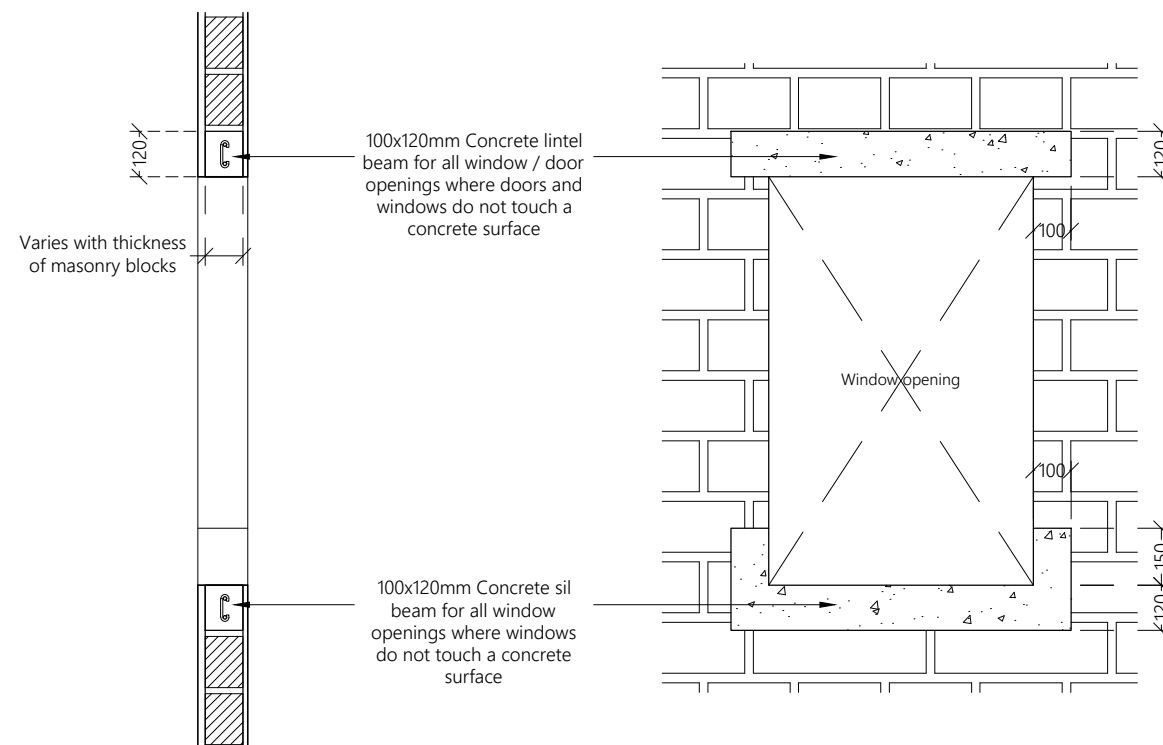 120
100x120mm Concrete lintel
beam for all window / door
openings where doors and
windows do not touch a
concrete surface
120
Varies with thickness
of masonry blocks
100
Window opening
100
100x120mm Concrete sil
beam for all window
openings where windows
do not touch a concrete
surface
150
120